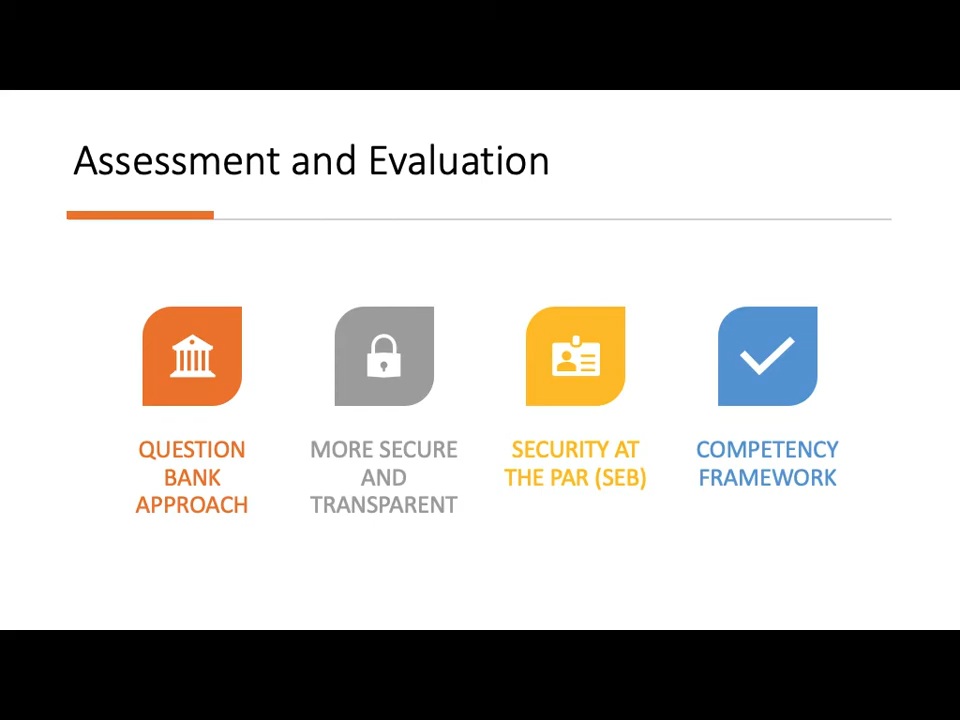 Assessment and Evaluation
QUESTION
BANK
APPROACH
MORE SECURE
AND
TRANSPARENT
SECURITY AT
THE PAR (SEB)
COMPETENCY
FRAMEWORK